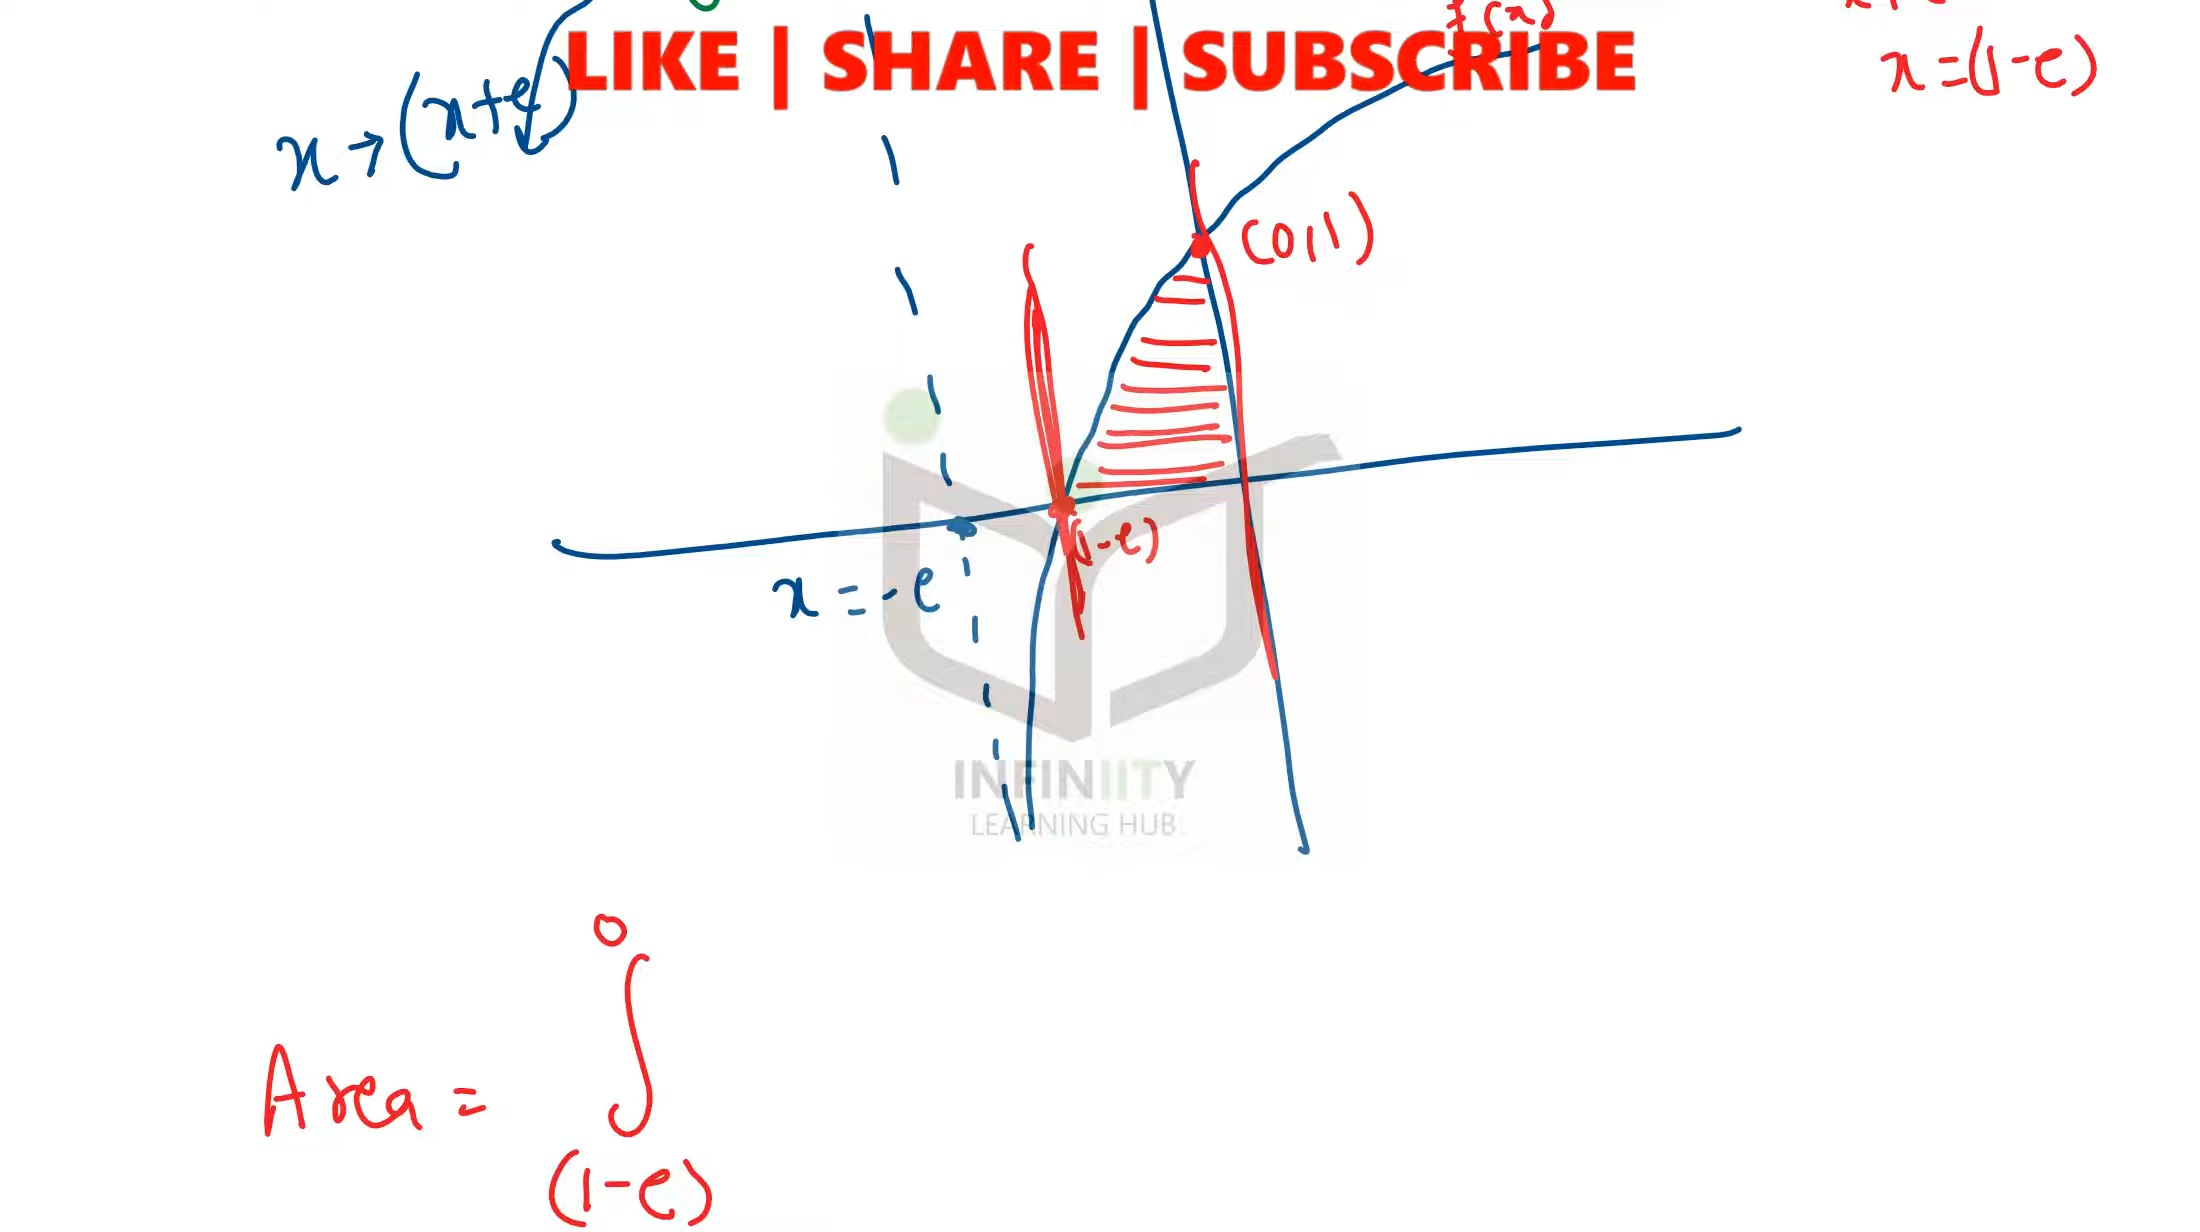 f(x)
LIKE | SHARE | SUBSCRIBE
x = (1-e)
x → (x+e)
(0,1)
(1-e)
x = -e
INFINIITY
LEARNING HUB
Area = ∫
0
(1-e)